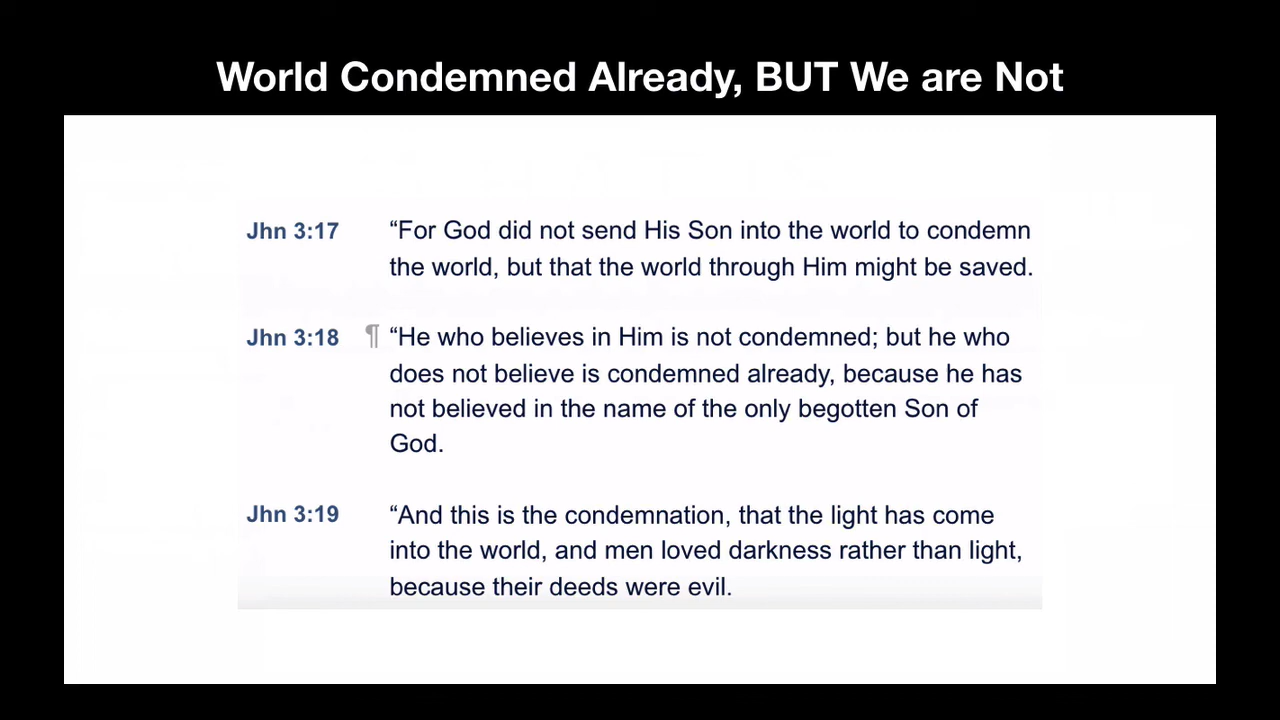 World Condemned Already, BUT We are Not
Jhn 3:17 “For God did not send His Son into the world to condemn
the world, but that the world through Him might be saved.
Jhn 3:18 ¶ “He who believes in Him is not condemned; but he who
does not believe is condemned already, because he has
not believed in the name of the only begotten Son of
God.
Jhn 3:19 “And this is the condemnation, that the light has come
into the world, and men loved darkness rather than light,
because their deeds were evil.